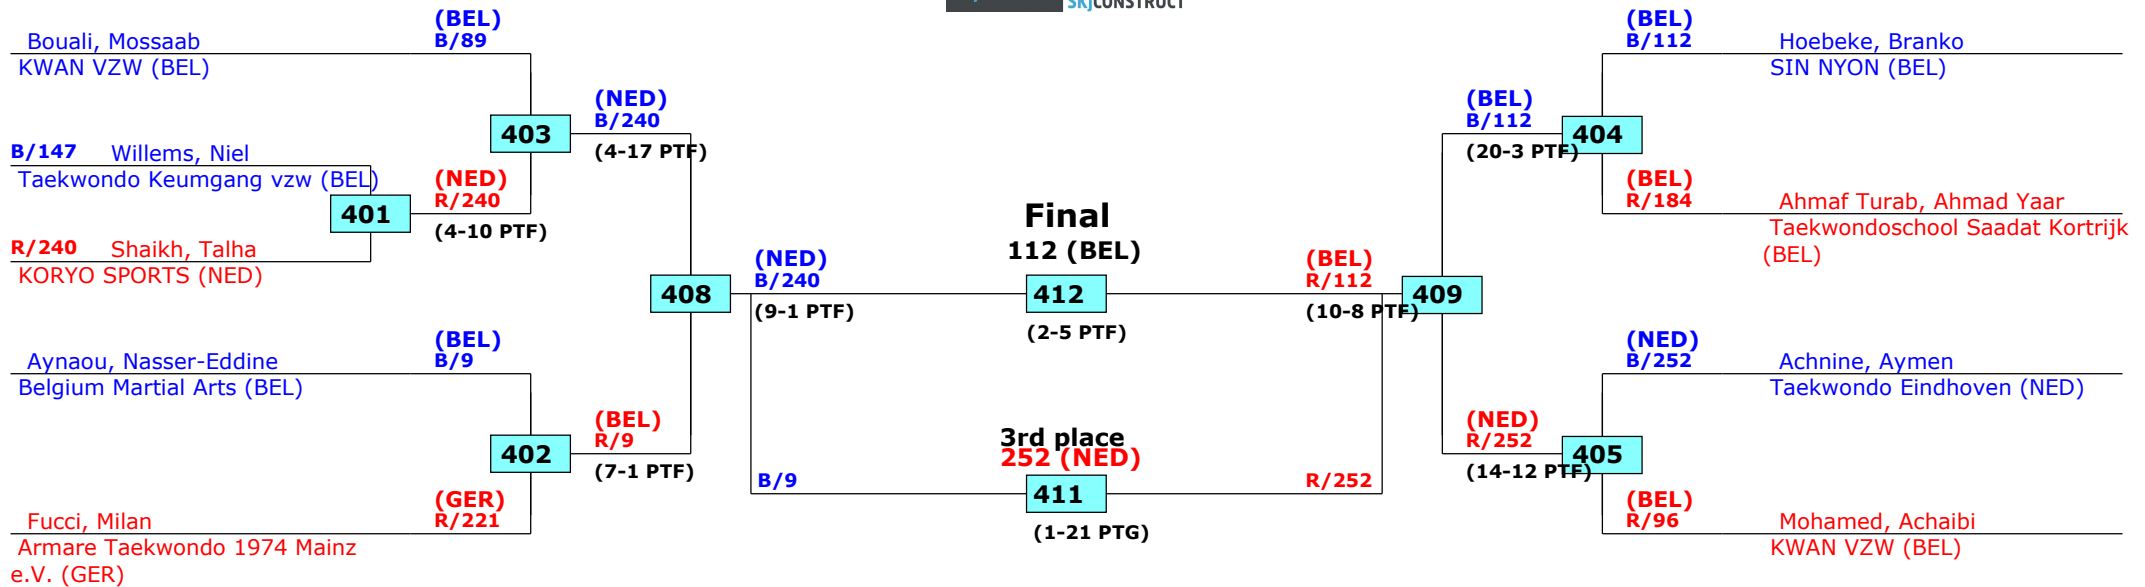 SKJCONSTRUCT
(BEL)
B/89
Bouali, Mossaab
KWAN VZW (BEL)
403
(NED)
B/240
(4-17 PTF)
B/147 Willems, Niel
Taekwondo Keumgang vzw (BEL)
401
(NED)
R/240
(4-10 PTF)
R/240 Shaikh, Talha
KORYO SPORTS (NED)
408
(NED)
B/240
(9-1 PTF)
(BEL)
B/9
Aynaou, Nasser-Eddine
Belgium Martial Arts (BEL)
402
(BEL)
R/9
(7-1 PTF)
(GER)
R/221
Fucci, Milan
Armare Taekwondo 1974 Mainz
e.V. (GER)
Final
112 (BEL)
412
(2-5 PTF)
3rd place
252 (NED)
B/9
411
R/252
(1-21 PTG)
(BEL)
R/112
(10-8 PTF)
409
(BEL)
B/112
(20-3 PTF)
404
(BEL)
B/112
Hoebeke, Branko
SIN NYON (BEL)
(BEL)
R/184
Ahmaf Turab, Ahmad Yaar
Taekwondoschool Saadat Kortrijk
(BEL)
(NED)
R/252
(14-12 PTF)
405
(NED)
B/252
Achnine, Aymen
Taekwondo Eindhoven (NED)
(BEL)
R/96
Mohamed, Achaibi
KWAN VZW (BEL)